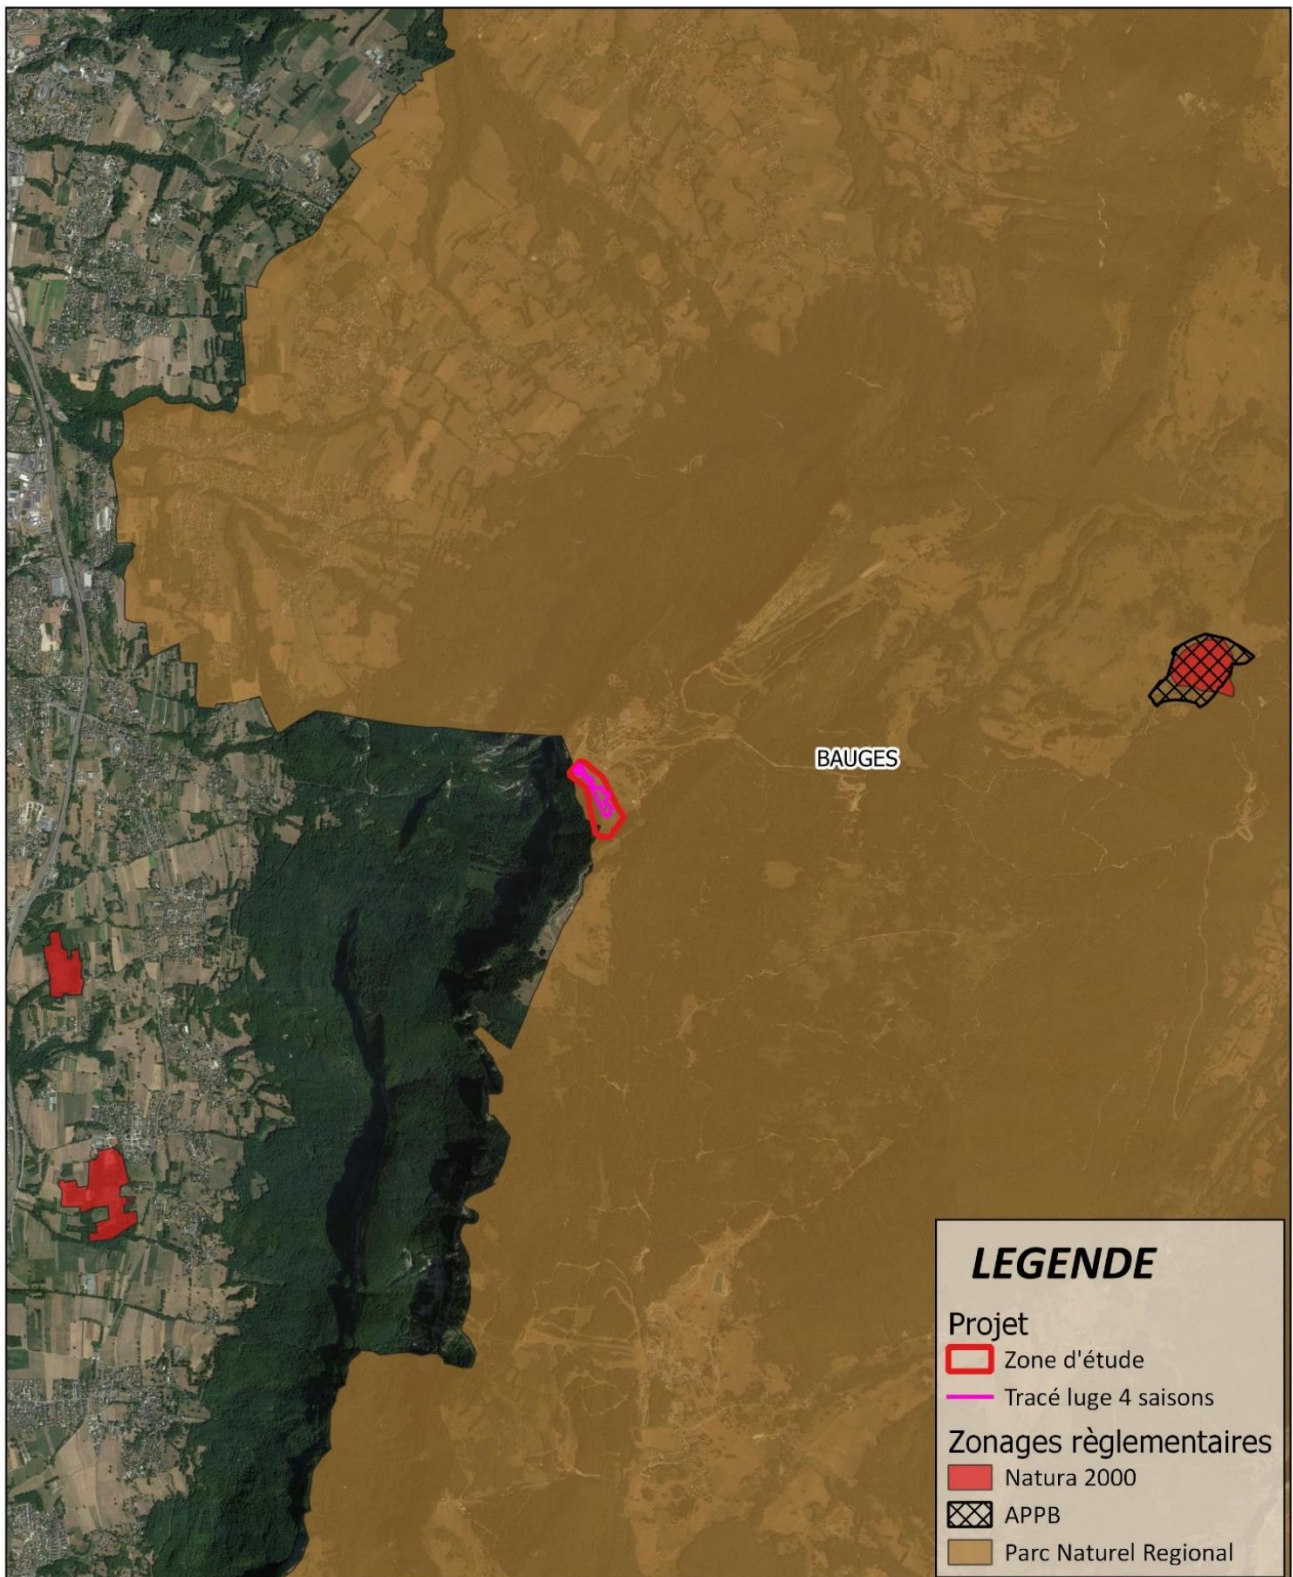 BAUGES
LEGENDE
Projet
Zone d'étude
Tracé luge 4 saisons
Zonages règlementaires
Natura 2000
APPB
Parc Naturel Regional